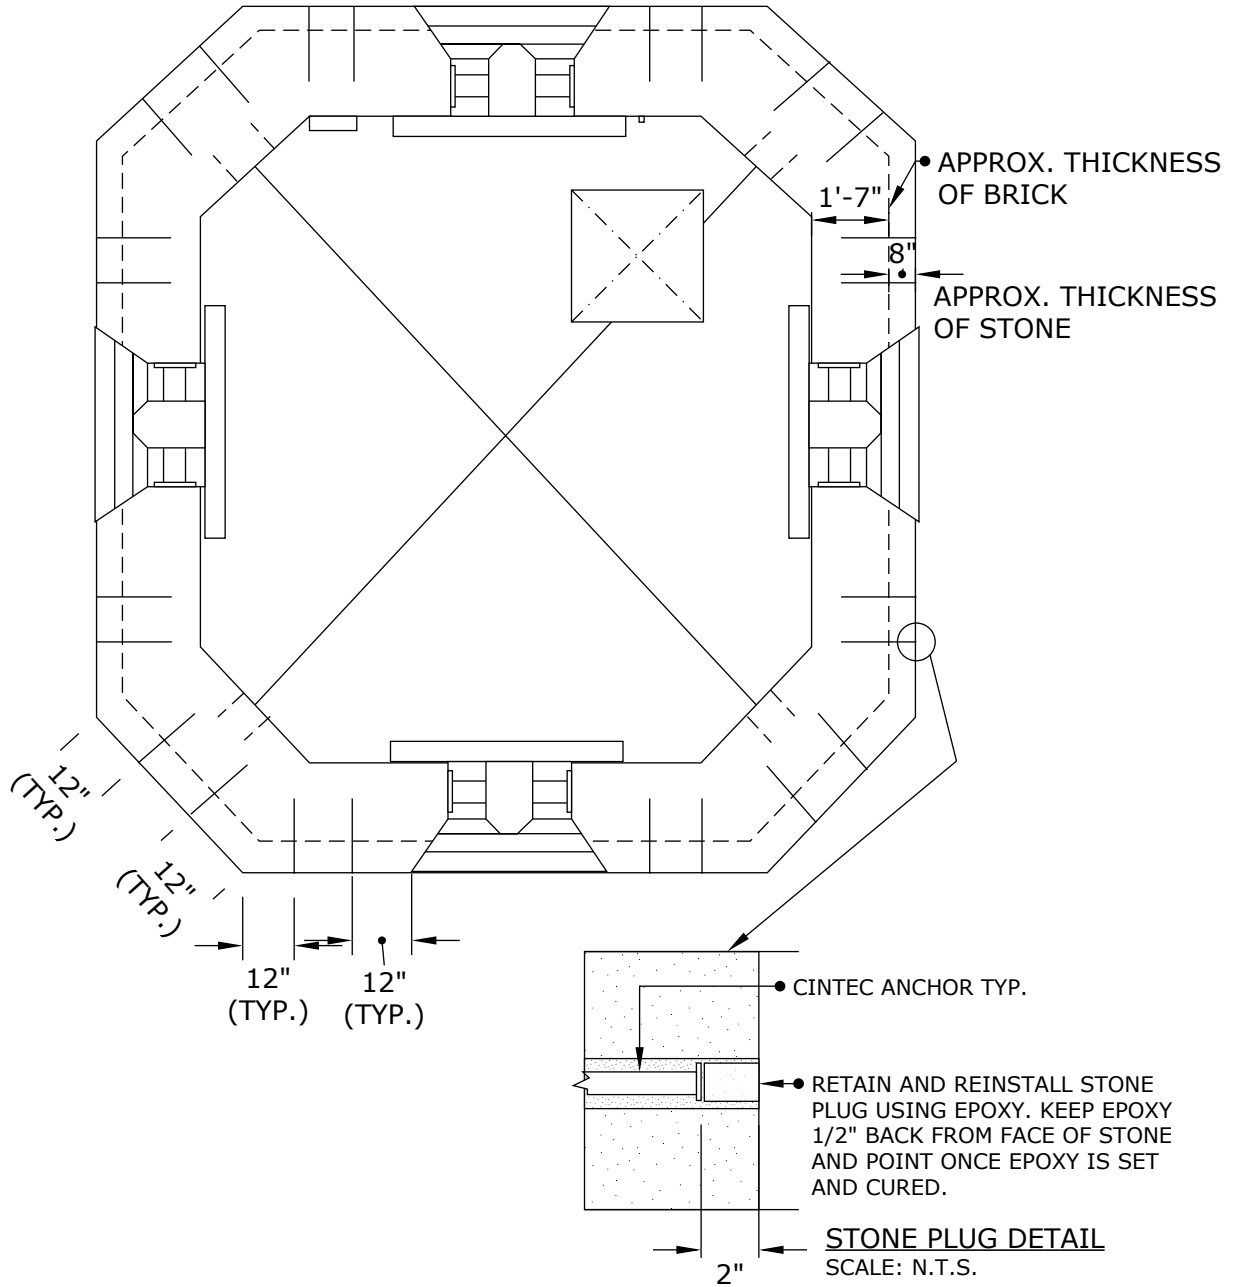 APPROX. THICKNESS
OF BRICK
1'-7"
8"
APPROX. THICKNESS
OF STONE
12"
(TYP.)
12"
(TYP.)
12"
(TYP.)
12"
(TYP.)
CINTEC ANCHOR TYP.
RETAIN AND REINSTALL STONE
PLUG USING EPOXY. KEEP EPOXY
1/2" BACK FROM FACE OF STONE
AND POINT ONCE EPOXY IS SET
AND CURED.
STONE PLUG DETAIL
SCALE: N.T.S.
2"